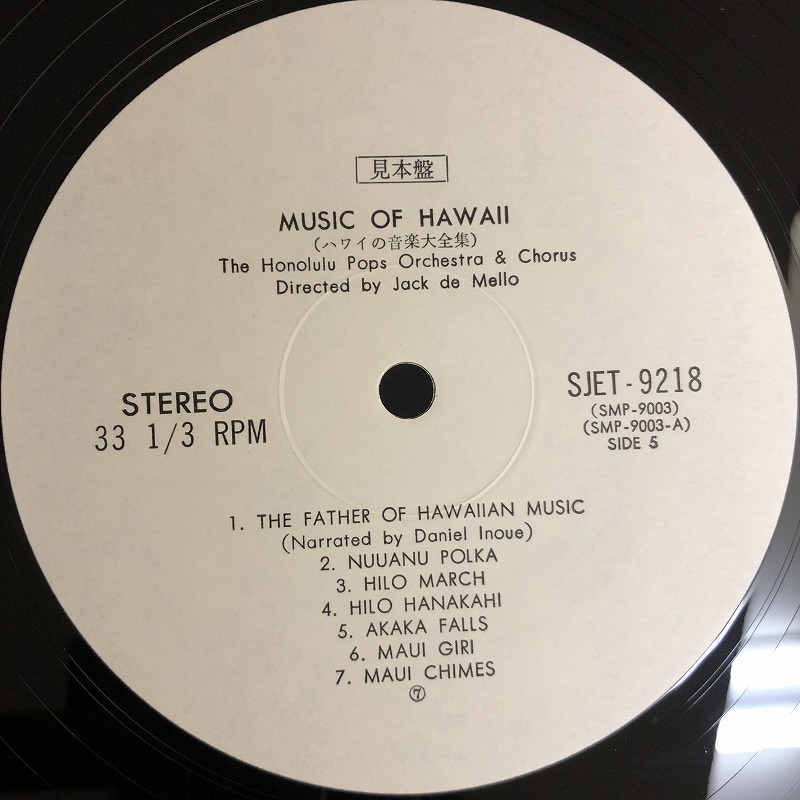 見本盤
MUSIC OF HAWAII
(ハワイの音楽大全集)
The Honolulu Pops Orchestra & Chorus
Directed by Jack de Mello
STEREO
33 1/3 RPM
SJET-9218
(SMP-9003)
(SMP-9003-A)
SIDE 5
1. THE FATHER OF HAWAIIAN MUSIC
(Narrated by Daniel Inoue)
2. NUUANU POLKA
3. HILO MARCH
4. HILO HANAKAHI
5. AKAKA FALLS
6. MAUI GIRI
7. MAUI CHIMES
⑦